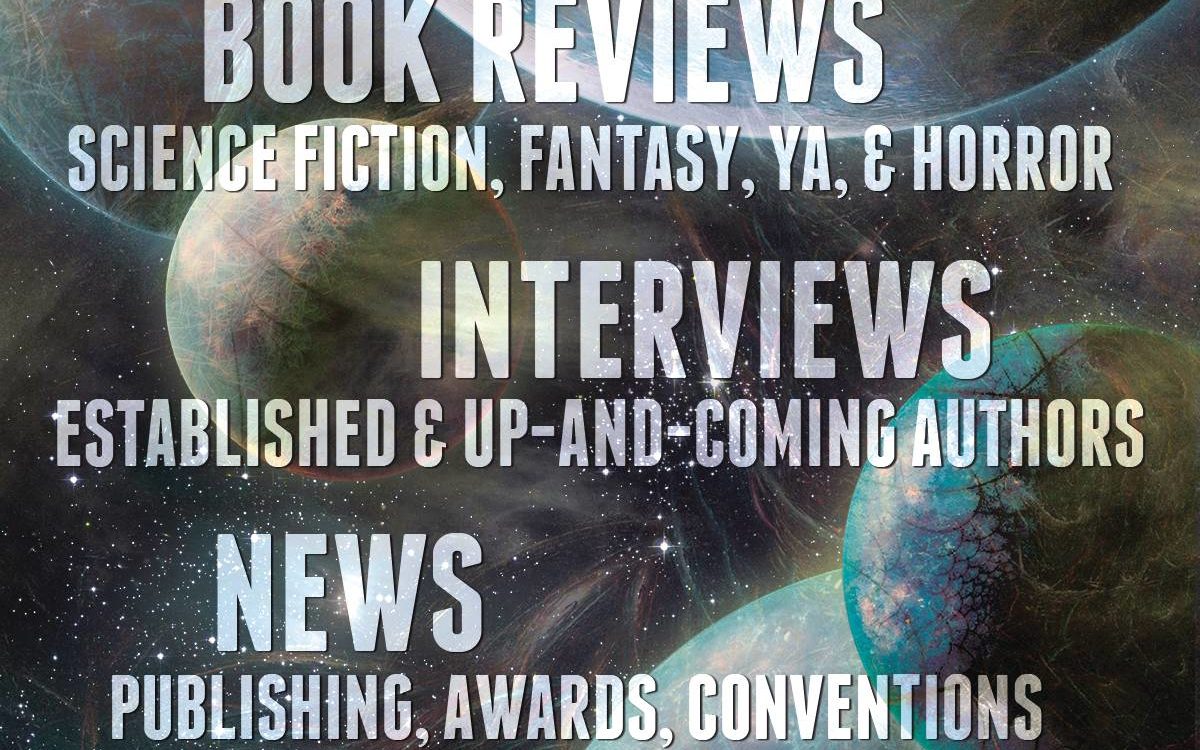 BOOK REVIEWS
SCIENCE FICTION, FANTASY, YA, & HORROR
INTERVIEWS
ESTABLISHED & UP-AND-COMING AUTHORS
NEWS
PUBLISHING, AWARDS, CONVENTIONS